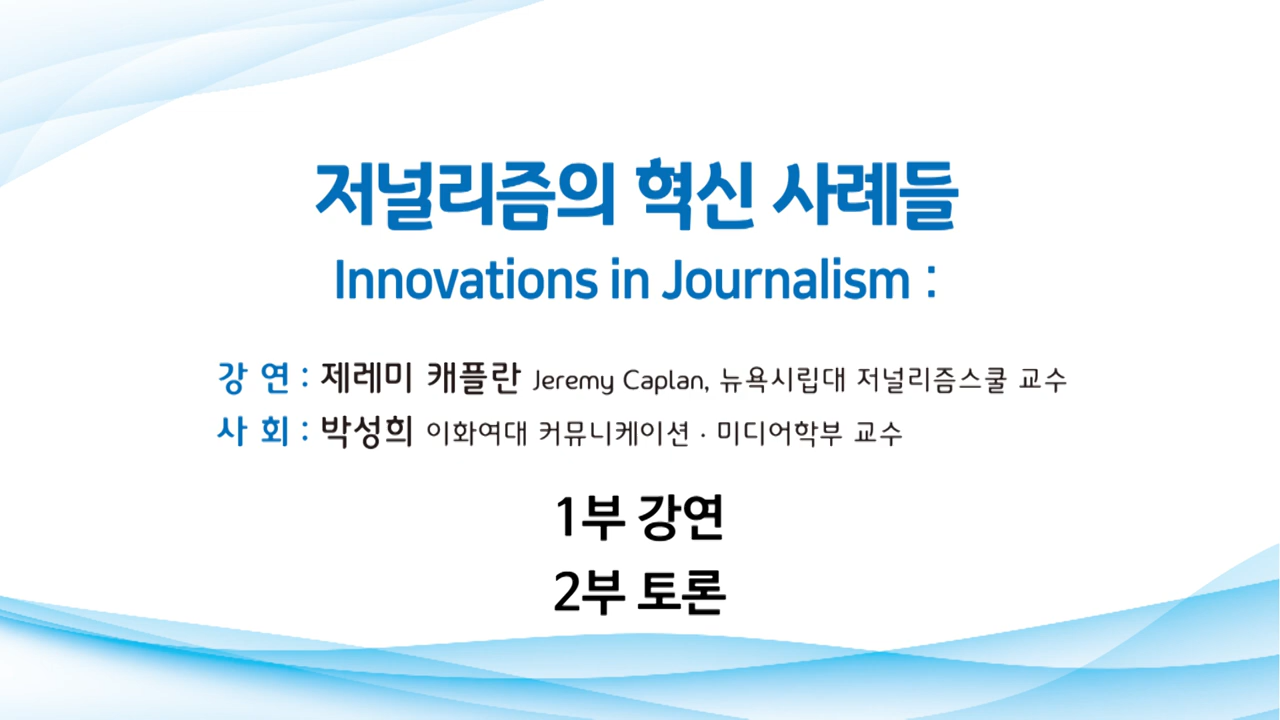 저널리즘의 혁신 사례들
Innovations in Journalism :
강 연 : 제레미 캐플란 Jeremy Caplan, 뉴욕시립대 저널리즘스쿨 교수
사 회 : 박성희 이화여대 커뮤니케이션 · 미디어학부 교수
1부 강연
2부 토론